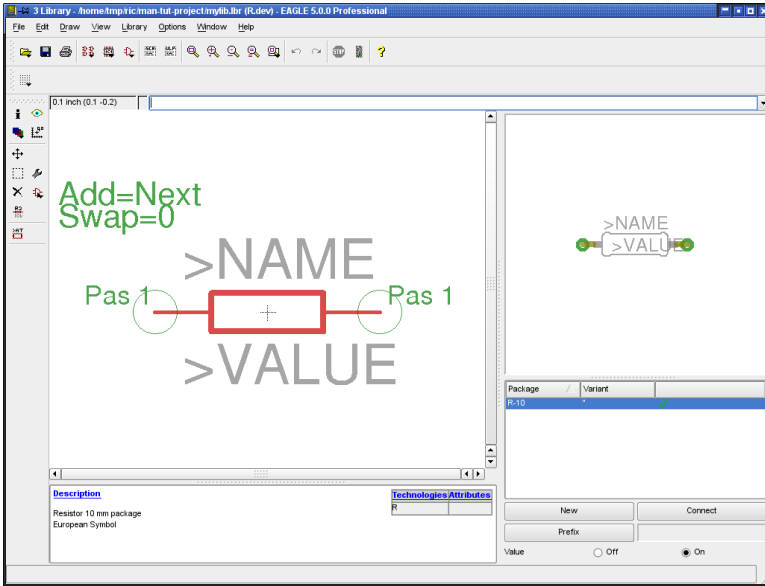 3 Library - /home/tmp/ric/man-tut-project/mylib.lbr (R.dev) - EAGLE 5.0.0 Professional
File Edit Draw View Library Options Window Help
SCR ULP STOP ?
0.1 inch (0.1 -0.2)
Add=Next
Swap=0
>NAME
Pas 1 Pas 1
>VALUE
>NAME
>VALUE
Package Variant
R-10 "
Description
Resistor 10 mm package
European Symbol
Technologies Attributes
R
New Connect
Prefix
Value Off On